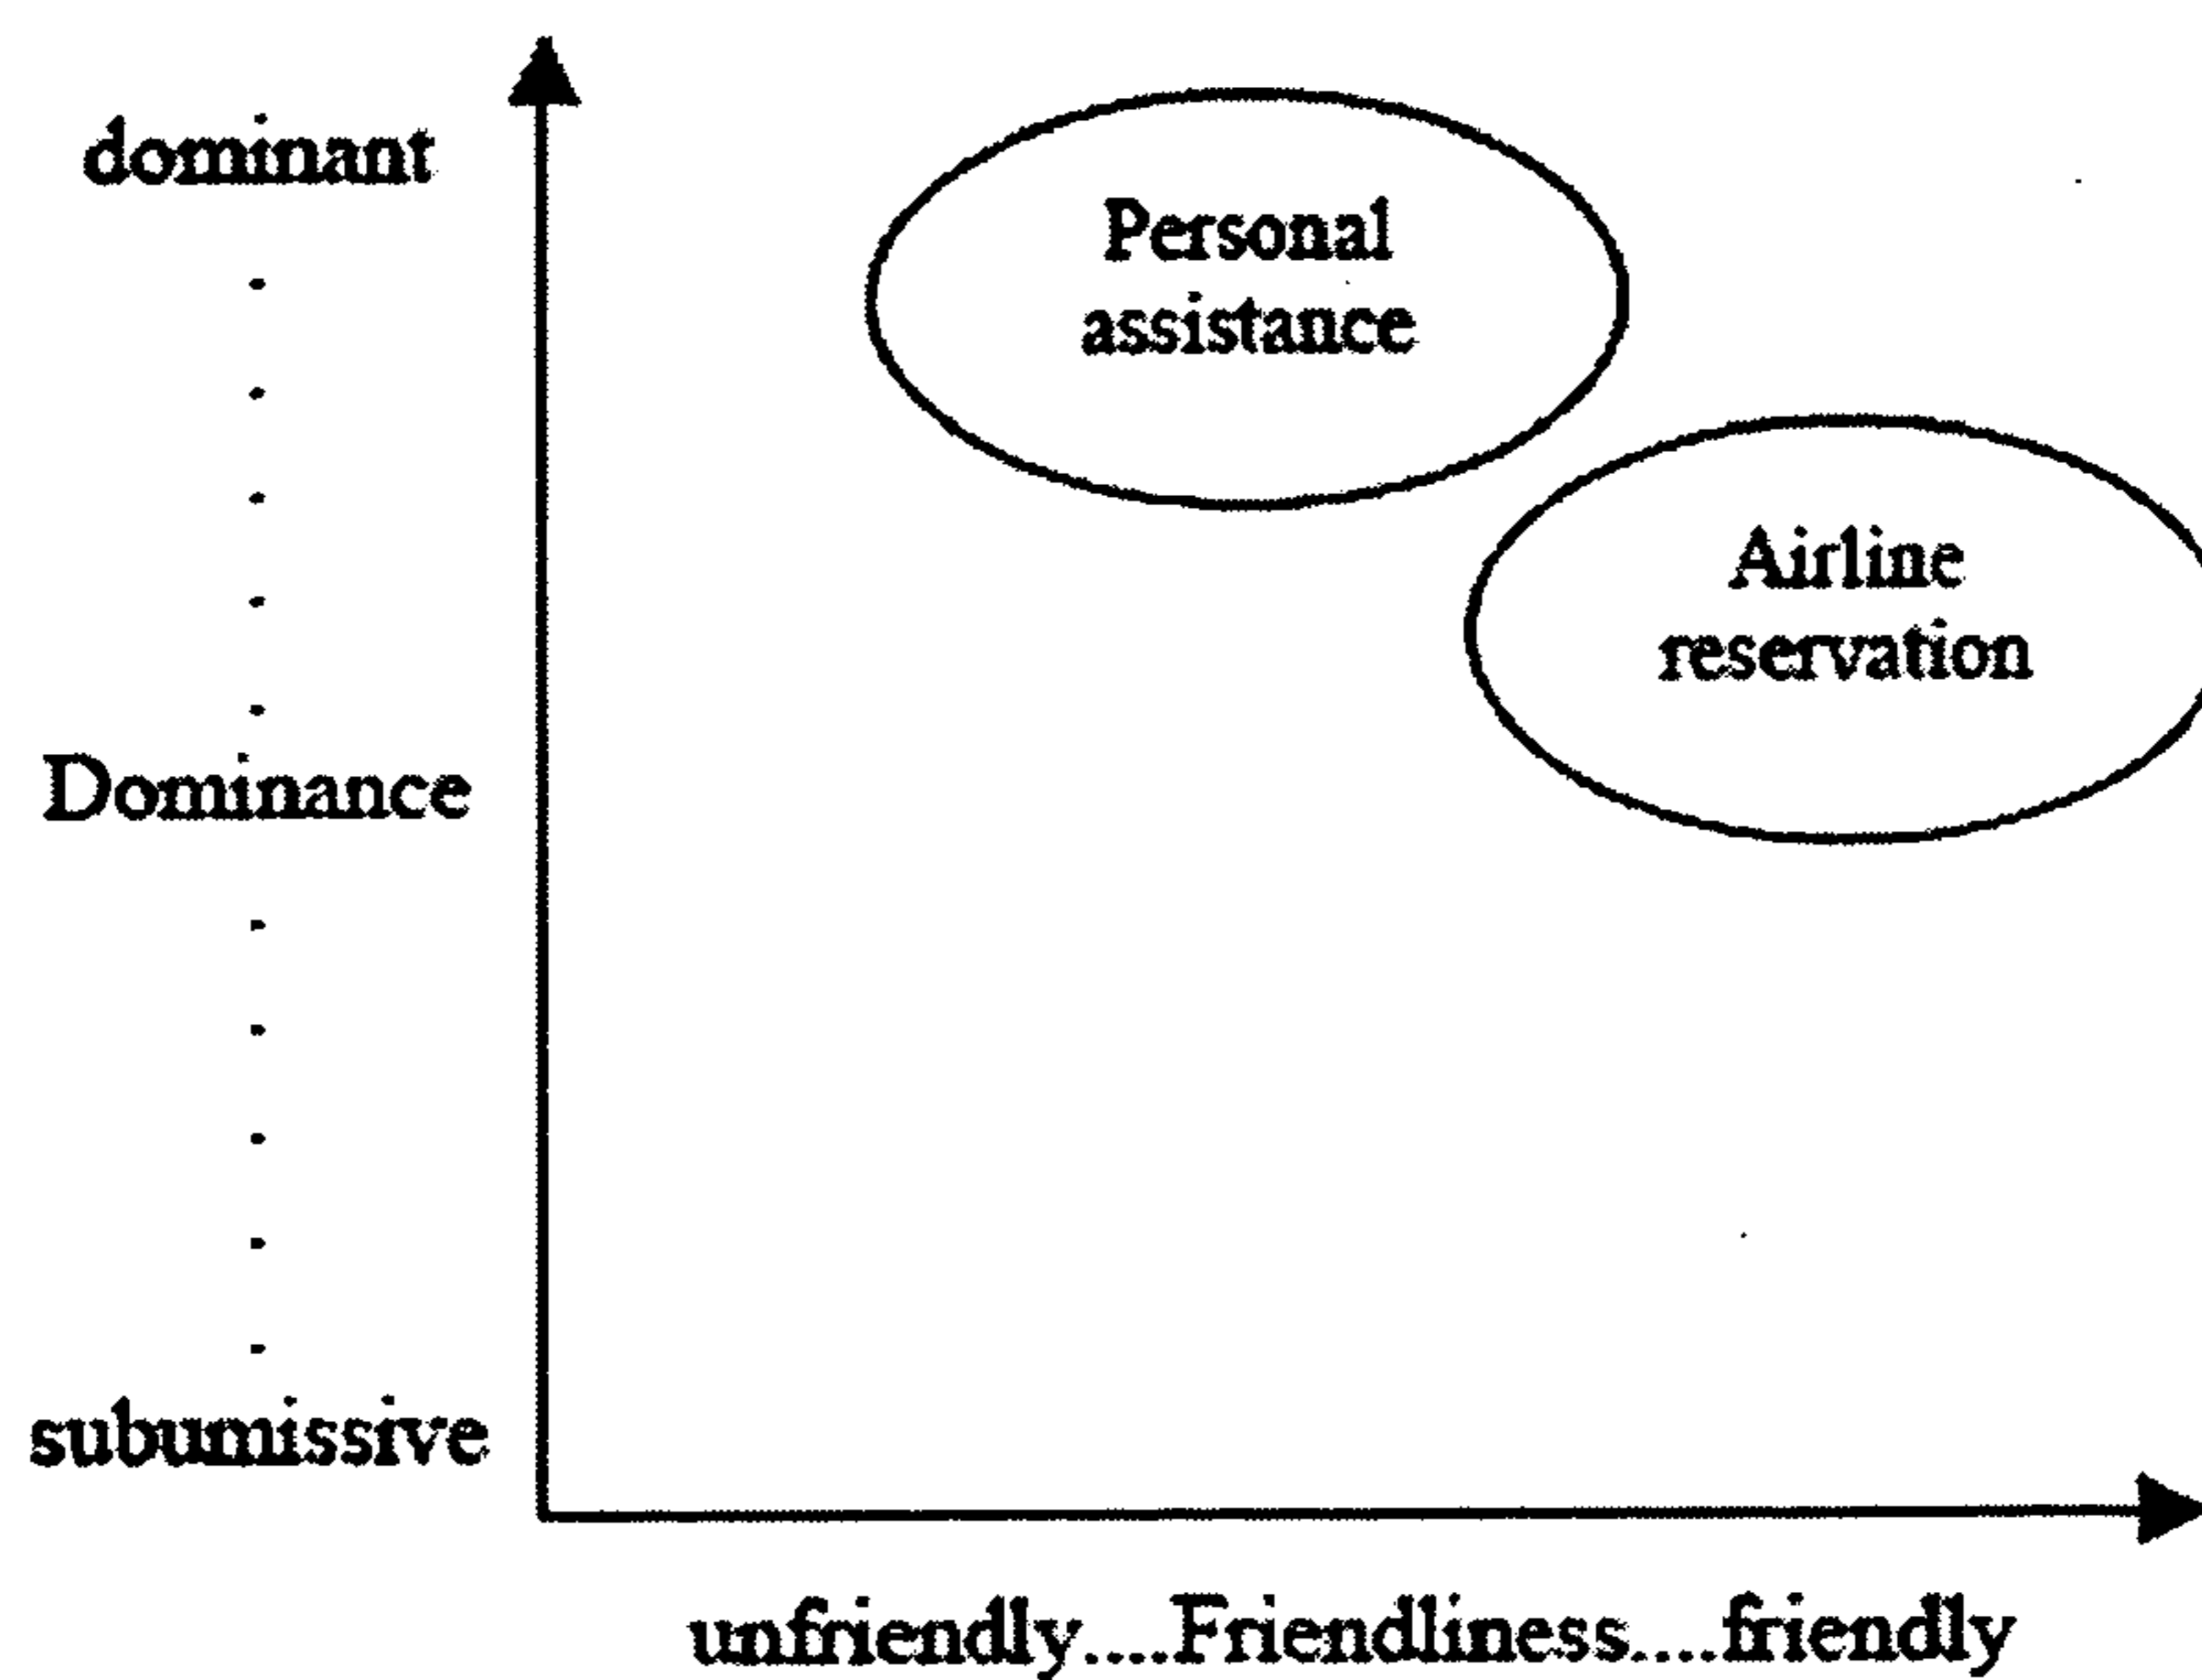 dominant
Personal
assistance
Airline
reservation
Dominance
subumissive
unfriendly....Friendliness....friendly